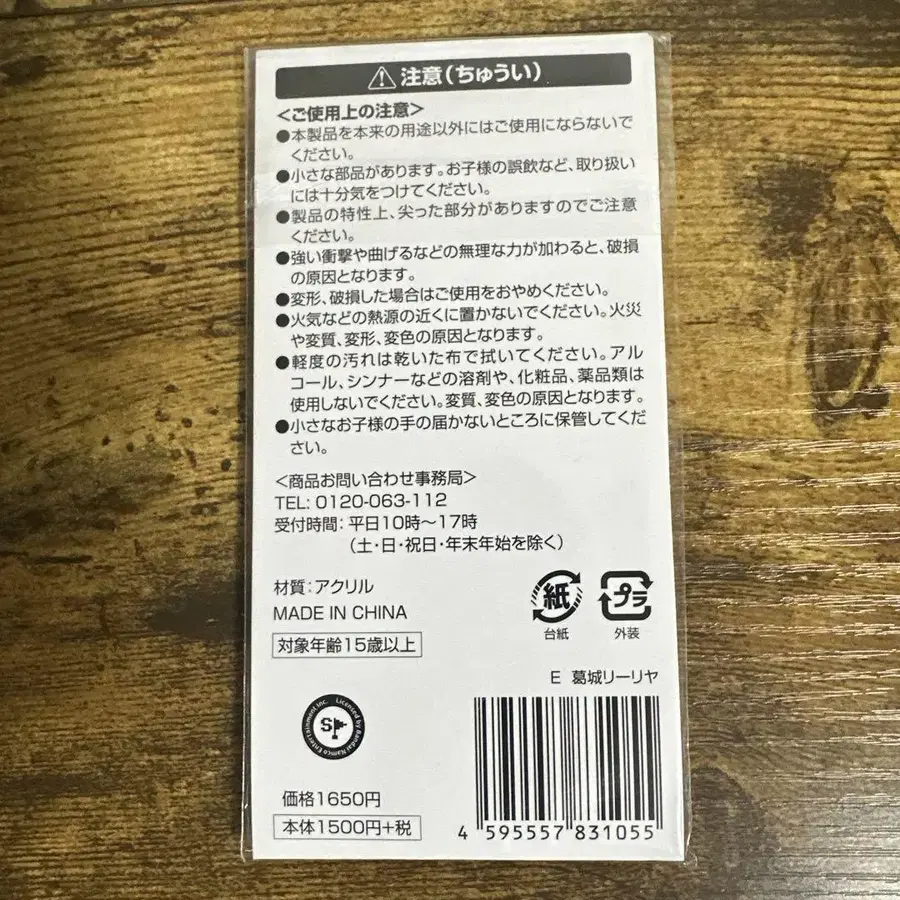 注意(ちゅうい)
<ご使用上の注意>
●本製品を本来の用途以外にはご使用にならないで
ください。
●小さな部品があります。お子様の誤飲など、取り扱い
には十分気をつけてください。
●製品の特性上、尖った部分がありますのでご注意
ください。
●強い衝撃や曲げるなどの無理な力が加わると、破損
の原因となります。
●変形、破損した場合はご使用をおやめください。
●火気などの熱源の近くに置かないでください。火災
や変質、変形、変色の原因となります。
●軽度の汚れは乾いた布で拭いてください。アル
コール、シンナーなどの溶剤や、化粧品、薬品類は
使用しないでください。変質、変色の原因となります。
●小さなお子様の手の届かないところに保管してくだ
さい。
<商品お問い合わせ事務局>
TEL: 0120-063-112
受付時間: 平日10時~17時
(土・日・祝日・年末年始を除く)
材質:アクリル
MADE IN CHINA
対象年齢15歳以上
紙
台紙
プラ
外装
E 葛城リーリヤ
Licensed by Bandai Namco Entertainment Inc.
SP
価格1650円
本体1500円+税
4 595557 831055